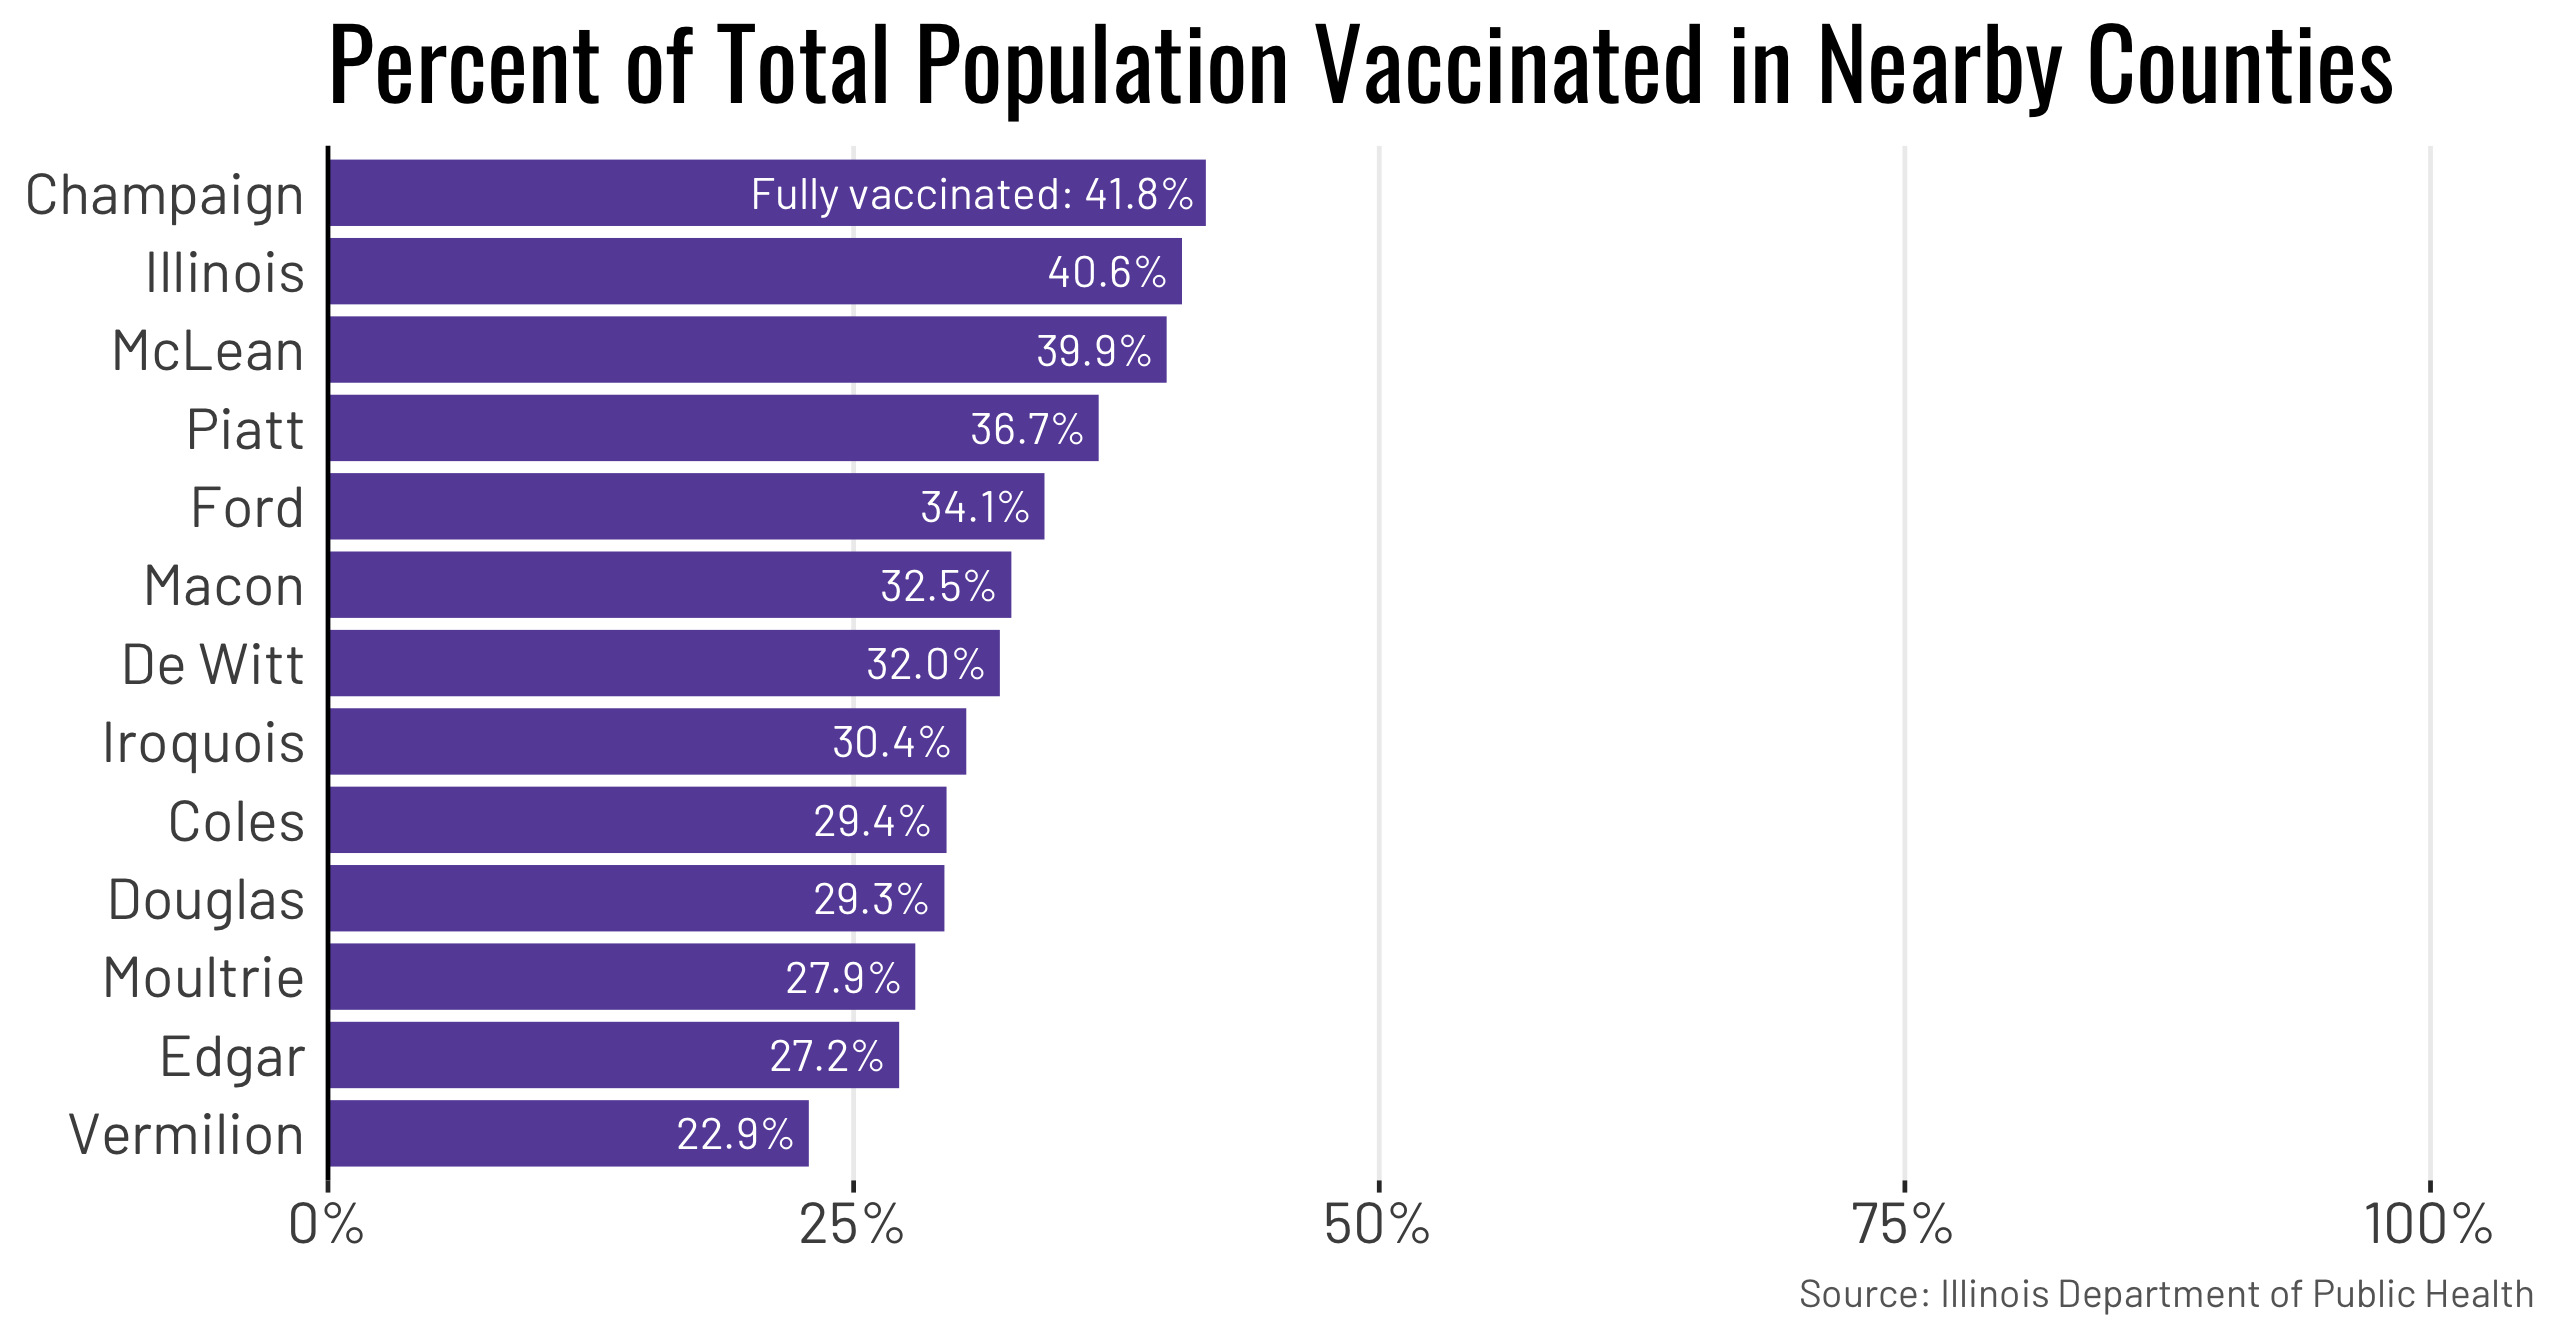 Percent of Total Population Vaccinated in Nearby Counties
Champaign Fully vaccinated: 41.8%
Illinois 40.6%
McLean 39.9%
Piatt 36.7%
Ford 34.1%
Macon 32.5%
De Witt 32.0%
Iroquois 30.4%
Coles 29.4%
Douglas 29.3%
Moultrie 27.9%
Edgar 27.2%
Vermilion 22.9%
0% 25% 50% 75% 100%
Source: Illinois Department of Public Health